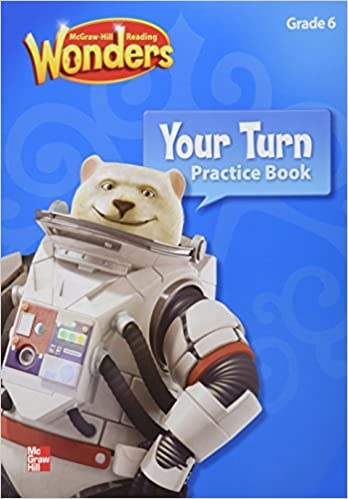 Grade 6
McGraw-Hill Reading
Wonders
Your Turn
Practice Book
Mc
Graw
Hill